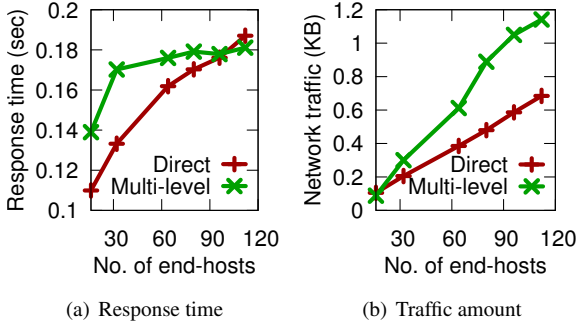 Response time (sec)
0.2
0.18
0.16
0.14
0.12
0.1
Direct
Multi-level
30 60 90 120
No. of end-hosts
(a) Response time
Network traffic (KB)
1.2
1
0.8
0.6
0.4
0.2
0
Direct
Multi-level
30 60 90 120
No. of end-hosts
(b) Traffic amount